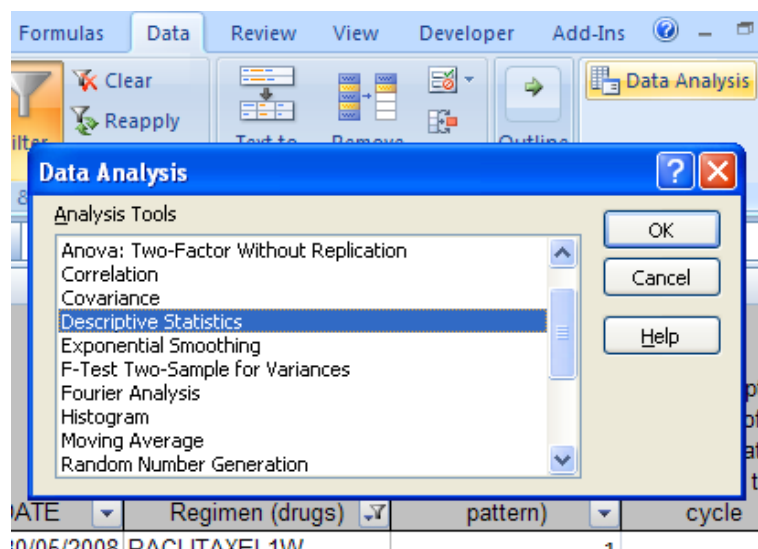 Formulas Data Review View Developer Add-Ins
Clear
Reapply
Data Analysis
Data Analysis
Analysis Tools
Anova: Two-Factor Without Replication
Correlation
Covariance
Descriptive Statistics
Exponential Smoothing
F-Test Two-Sample for Variances
Fourier Analysis
Histogram
Moving Average
Random Number Generation
OK
Cancel
Help
Regimen (drugs) pattern) cycle